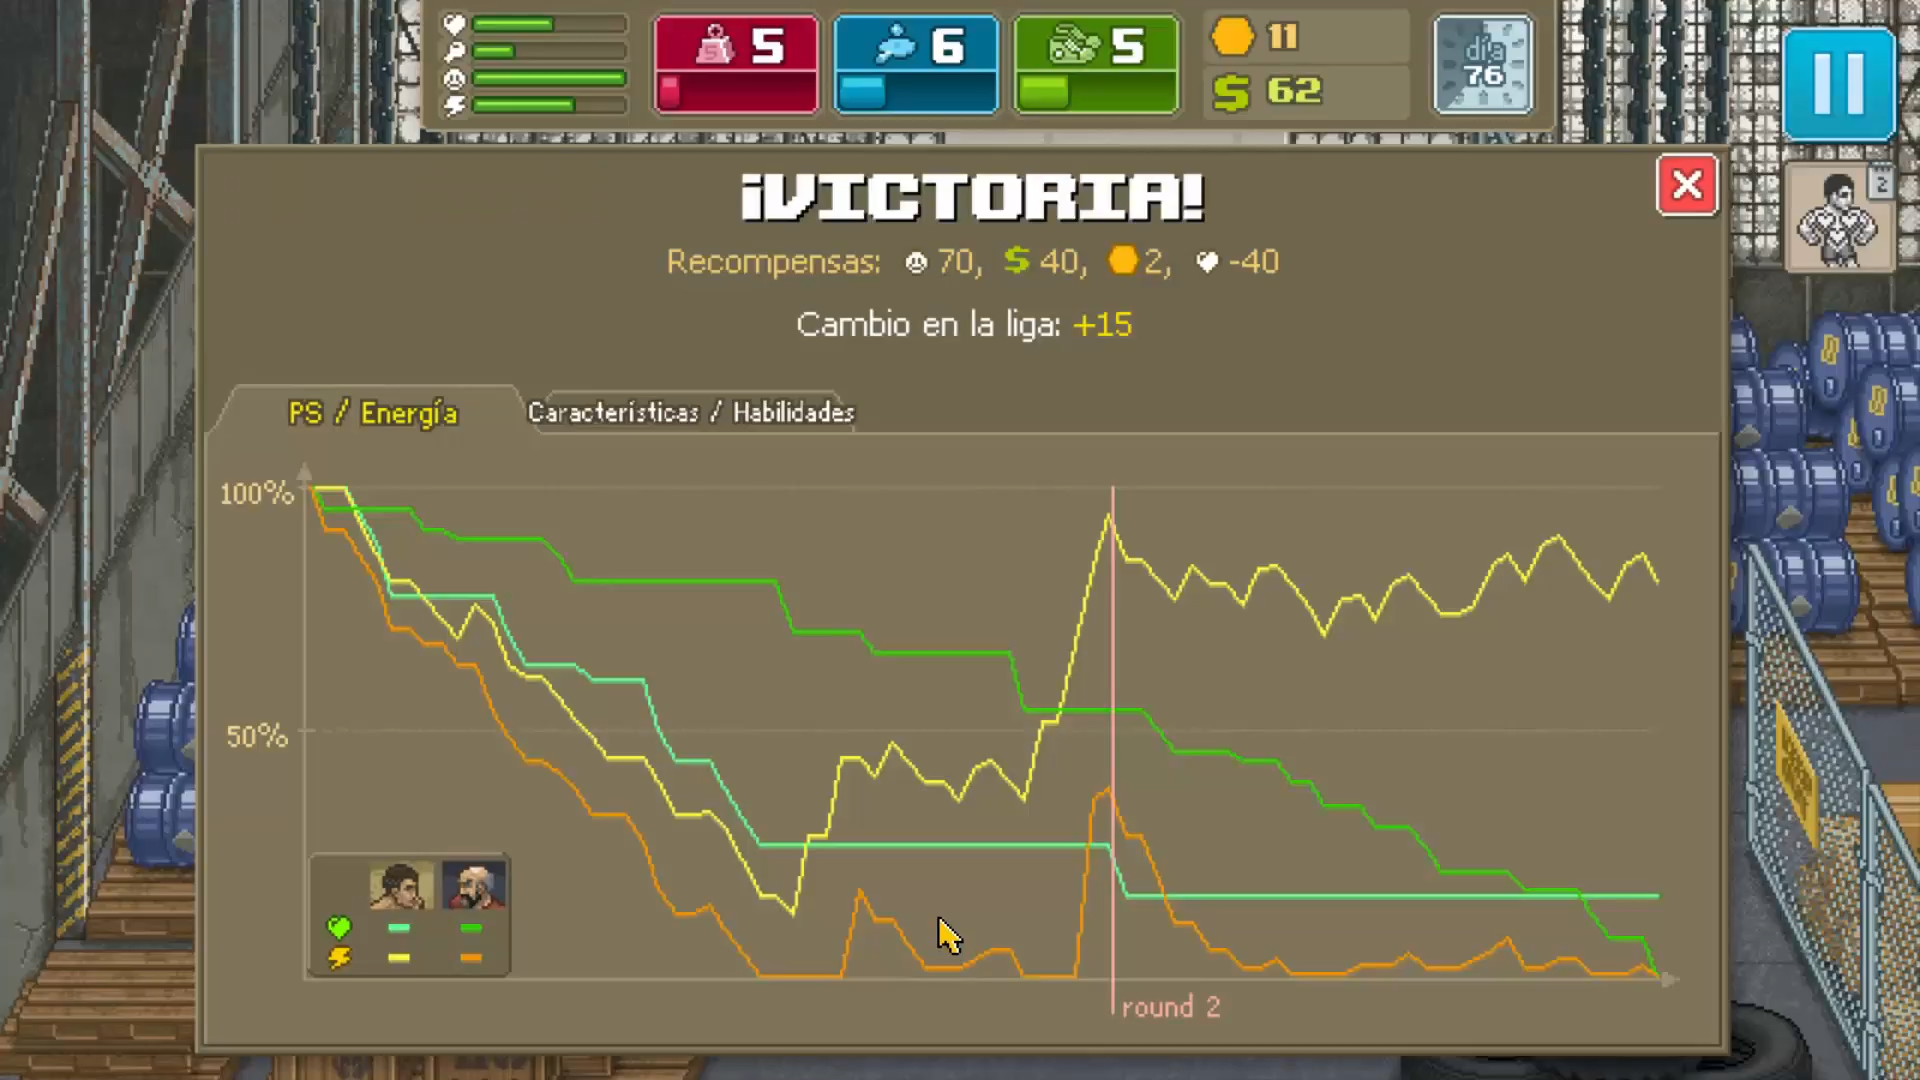 5
6
5
11
62
día
76
2
¡VICTORIA!
Recompensas: 70, $ 40, 2, -40
Cambio en la liga: +15
PS / Energía
Características / Habilidades
100%
50%
round 2